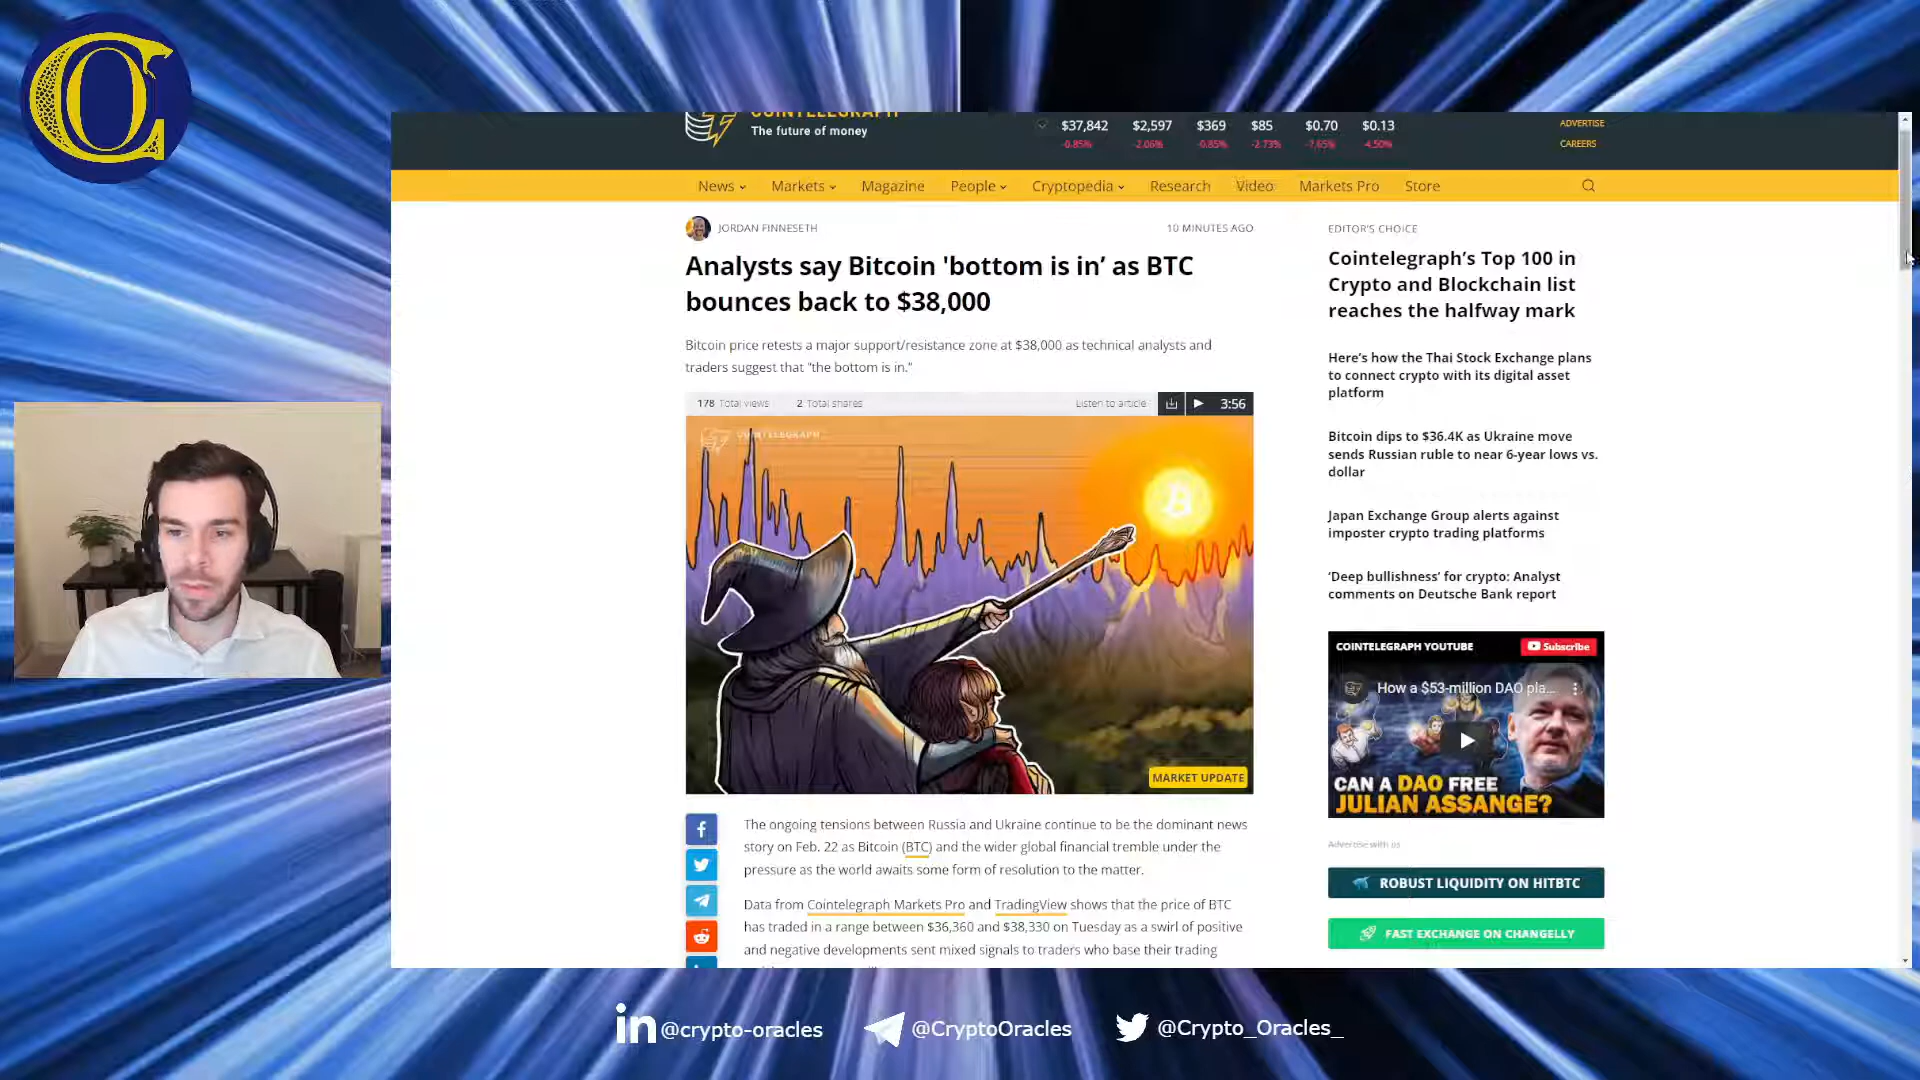 COINTELEGRAPH
The future of money
$37,842 $2,597 $369 $85 $0.70 $0.13
-0.85% -2.06% -0.85% -2.73% -7.65% -4.50%
ADVERTISE
CAREERS
News Markets Magazine People Cryptopedia Research Video Markets Pro Store
JORDAN FINNESETH
10 MINUTES AGO
Analysts say Bitcoin 'bottom is in’ as BTC
bounces back to $38,000
Bitcoin price retests a major support/resistance zone at $38,000 as technical analysts and
traders suggest that "the bottom is in."
178 Total views 2 Total shares
Listen to article 3:56
COINTELEGRAPH
MARKET UPDATE
The ongoing tensions between Russia and Ukraine continue to be the dominant news
story on Feb. 22 as Bitcoin (BTC) and the wider global financial tremble under the
pressure as the world awaits some form of resolution to the matter.
Data from Cointelegraph Markets Pro and TradingView shows that the price of BTC
has traded in a range between $36,360 and $38,330 on Tuesday as a swirl of positive
and negative developments sent mixed signals to traders who base their trading
EDITOR'S CHOICE
Cointelegraph’s Top 100 in
Crypto and Blockchain list
reaches the halfway mark
Here’s how the Thai Stock Exchange plans
to connect crypto with its digital asset
platform
Bitcoin dips to $36.4K as Ukraine move
sends Russian ruble to near 6-year lows vs.
dollar
Japan Exchange Group alerts against
imposter crypto trading platforms
‘Deep bullishness’ for crypto: Analyst
comments on Deutsche Bank report
COINTELEGRAPH YOUTUBE
Subscribe
How a $53-million DAO pla...
CAN A DAO FREE
JULIAN ASSANGE?
Advertise with us
ROBUST LIQUIDITY ON HITBTC
FAST EXCHANGE ON CHANGELLY
in @crypto-oracles
@CryptoOracles
@Crypto_Oracles_